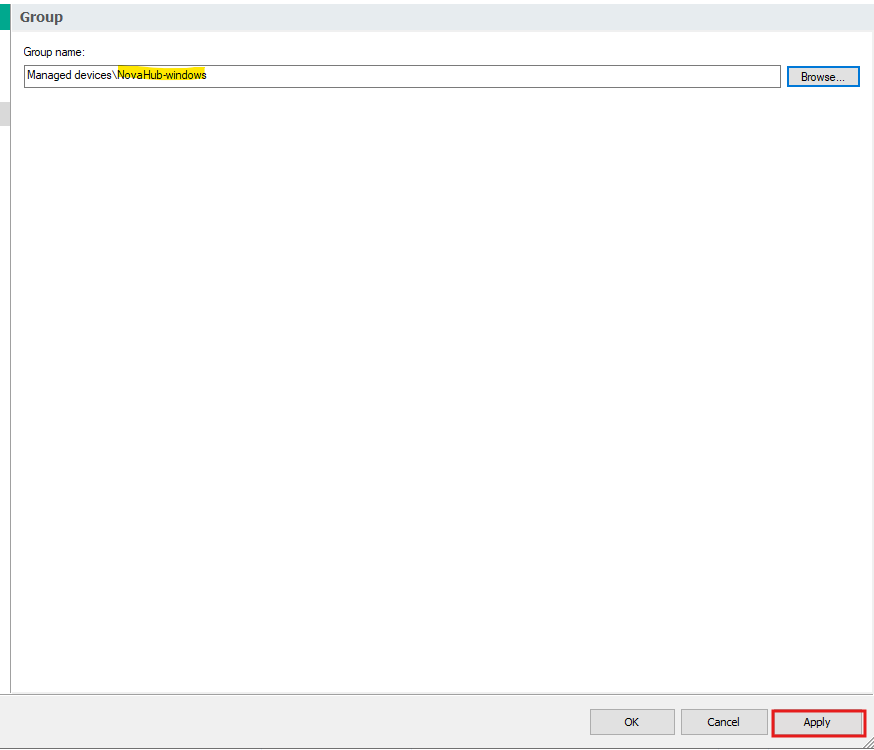 Group
Group name:
Managed devices\NovaHub-windows
Browse...
OK
Cancel
Apply